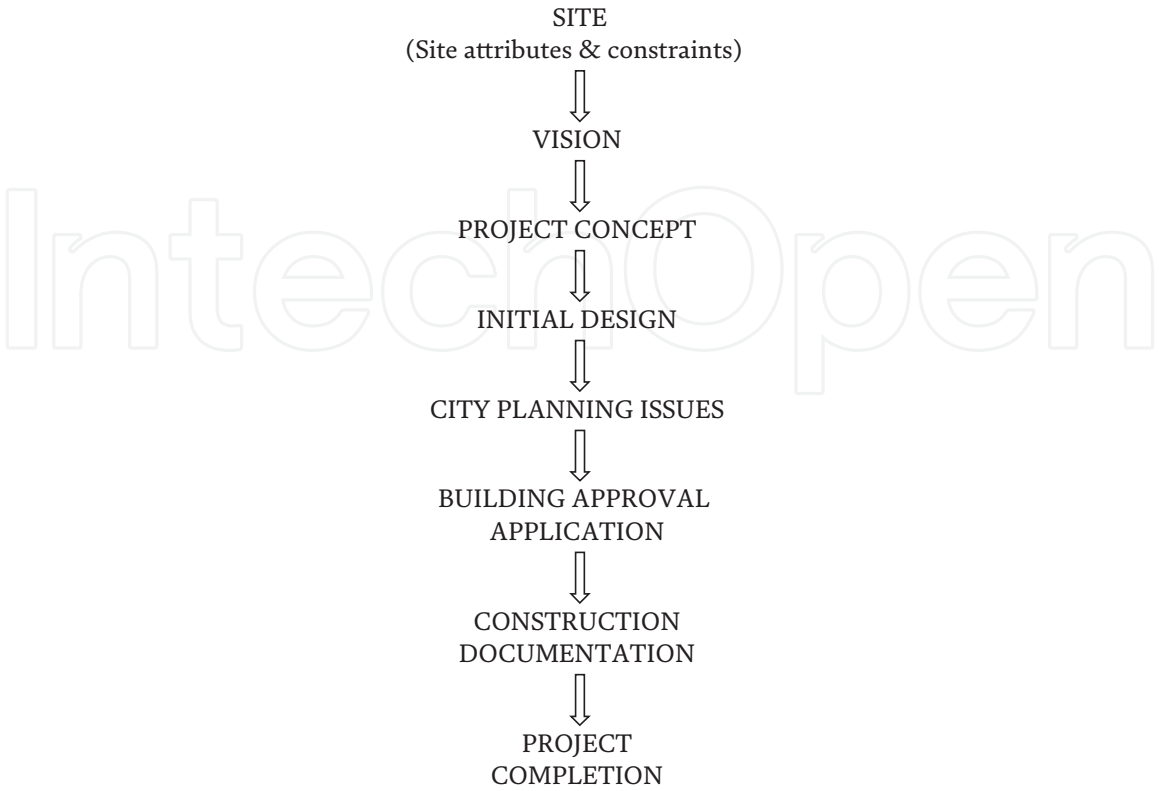 SITE
(Site attributes & constraints)
VISION
PROJECT CONCEPT
INITIAL DESIGN
IntechOpen
CITY PLANNING ISSUES
BUILDING APPROVAL
APPLICATION
CONSTRUCTION
DOCUMENTATION
PROJECT
COMPLETION